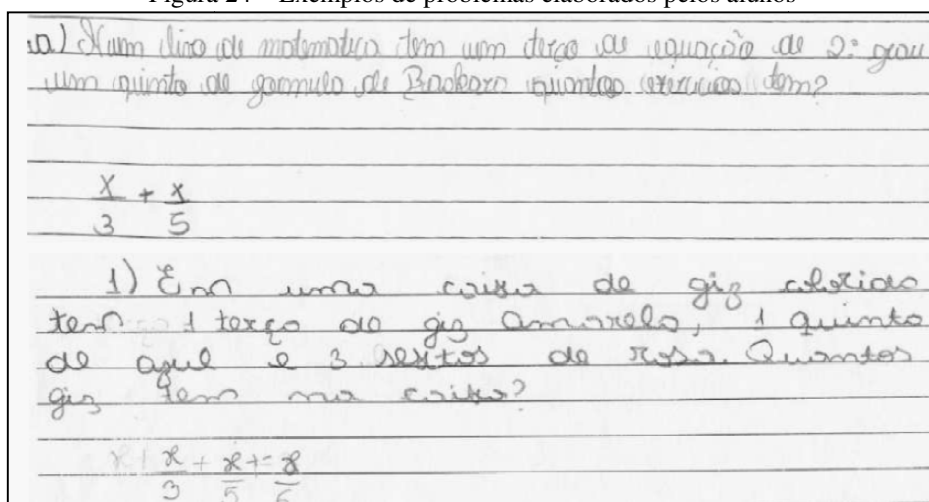 Figura 24 – Exemplos de problemas elaborados pelos alunos
a) Num livro de matematica tem um terço de equação de 2º grau
um quinto de formula de Baskara quantos exercicios tem?
x/3 + x/5
1) Em uma caixa de giz colorido
tem 1 terço de giz amarelo, 1 quinto
de azul e 3 sextos de rosa. Quantos
giz tem na caixa?
x/3 + x/5 + = x/6